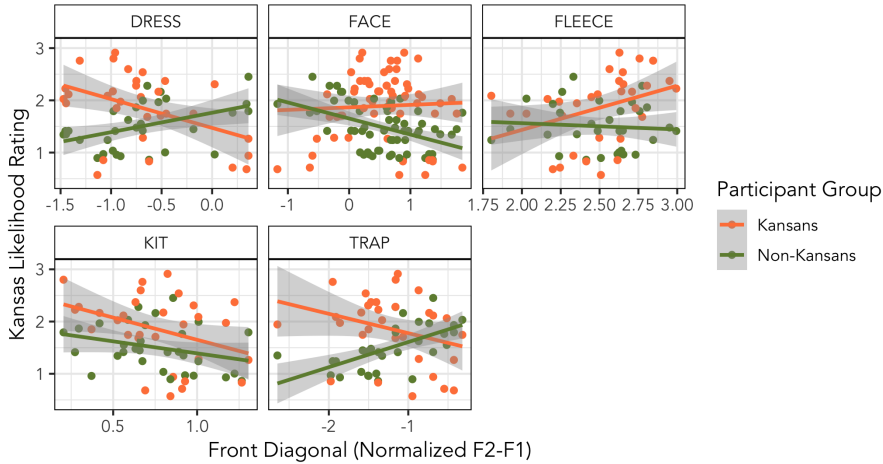 DRESS FACE FLEECE
3
2
1
-1.5 -1.0 -0.5 0.0 -1 0 1 1.75 2.00 2.25 2.50 2.75 3.00
KIT TRAP
3
2
1
0.5 1.0 -2 -1
Kansas Likelihood Rating
Front Diagonal (Normalized F2-F1)
Participant Group
Kansans
Non-Kansans